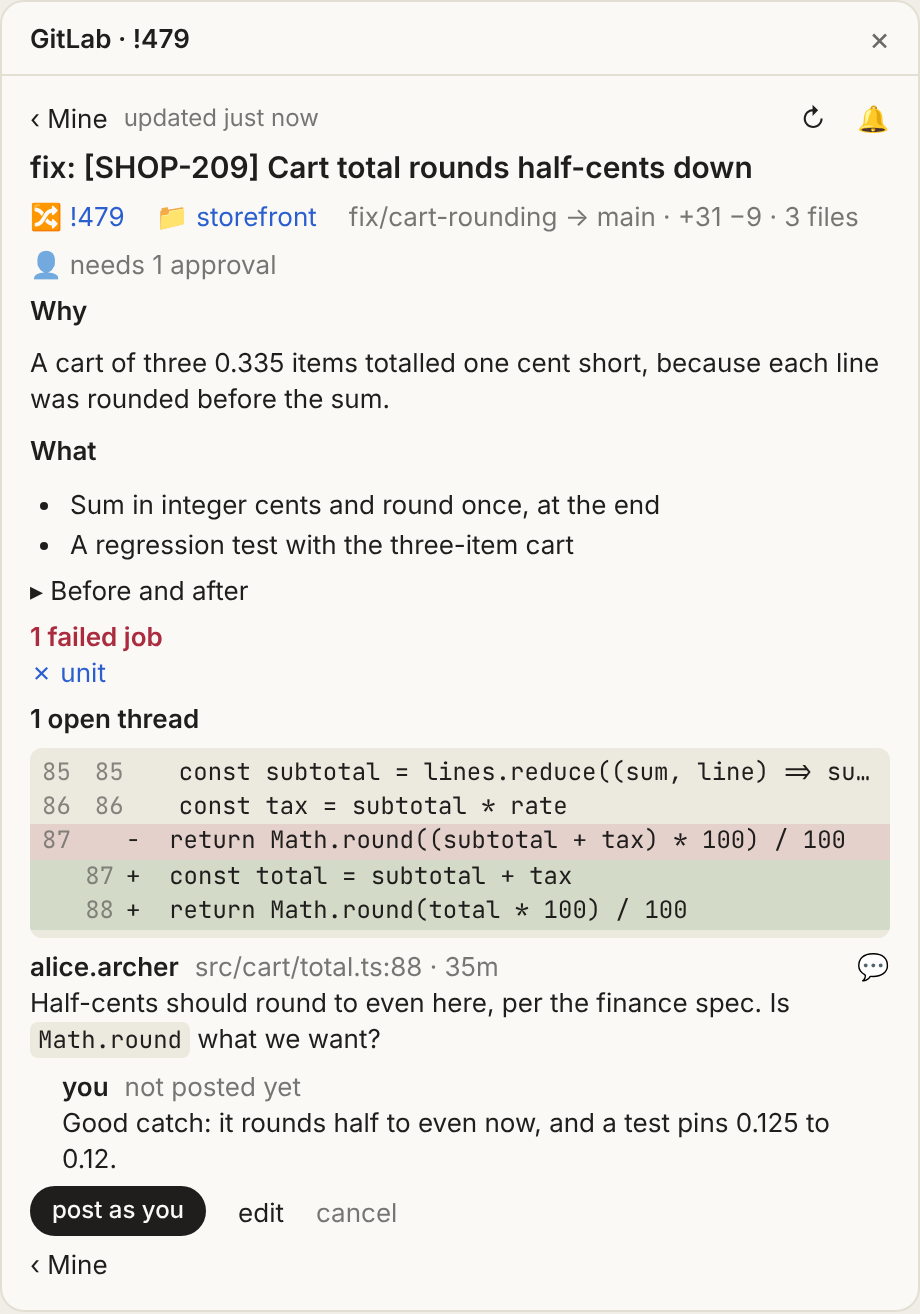 GitLab · !479 ×
‹ Mine updated just now
fix: [SHOP-209] Cart total rounds half-cents down
!479 storefront fix/cart-rounding → main · +31 −9 · 3 files
needs 1 approval
Why
A cart of three 0.335 items totalled one cent short, because each line
was rounded before the sum.
What
• Sum in integer cents and round once, at the end
• A regression test with the three-item cart
▸ Before and after
1 failed job
× unit
1 open thread
85 85 const subtotal = lines.reduce((sum, line) => su…
86 86 const tax = subtotal * rate
87 - return Math.round((subtotal + tax) * 100) / 100
87 + const total = subtotal + tax
88 + return Math.round(total * 100) / 100
alice.archer src/cart/total.ts:88 · 35m
Half-cents should round to even here, per the finance spec. Is
Math.round what we want?
you not posted yet
Good catch: it rounds half to even now, and a test pins 0.125 to
0.12.
post as you edit cancel
‹ Mine